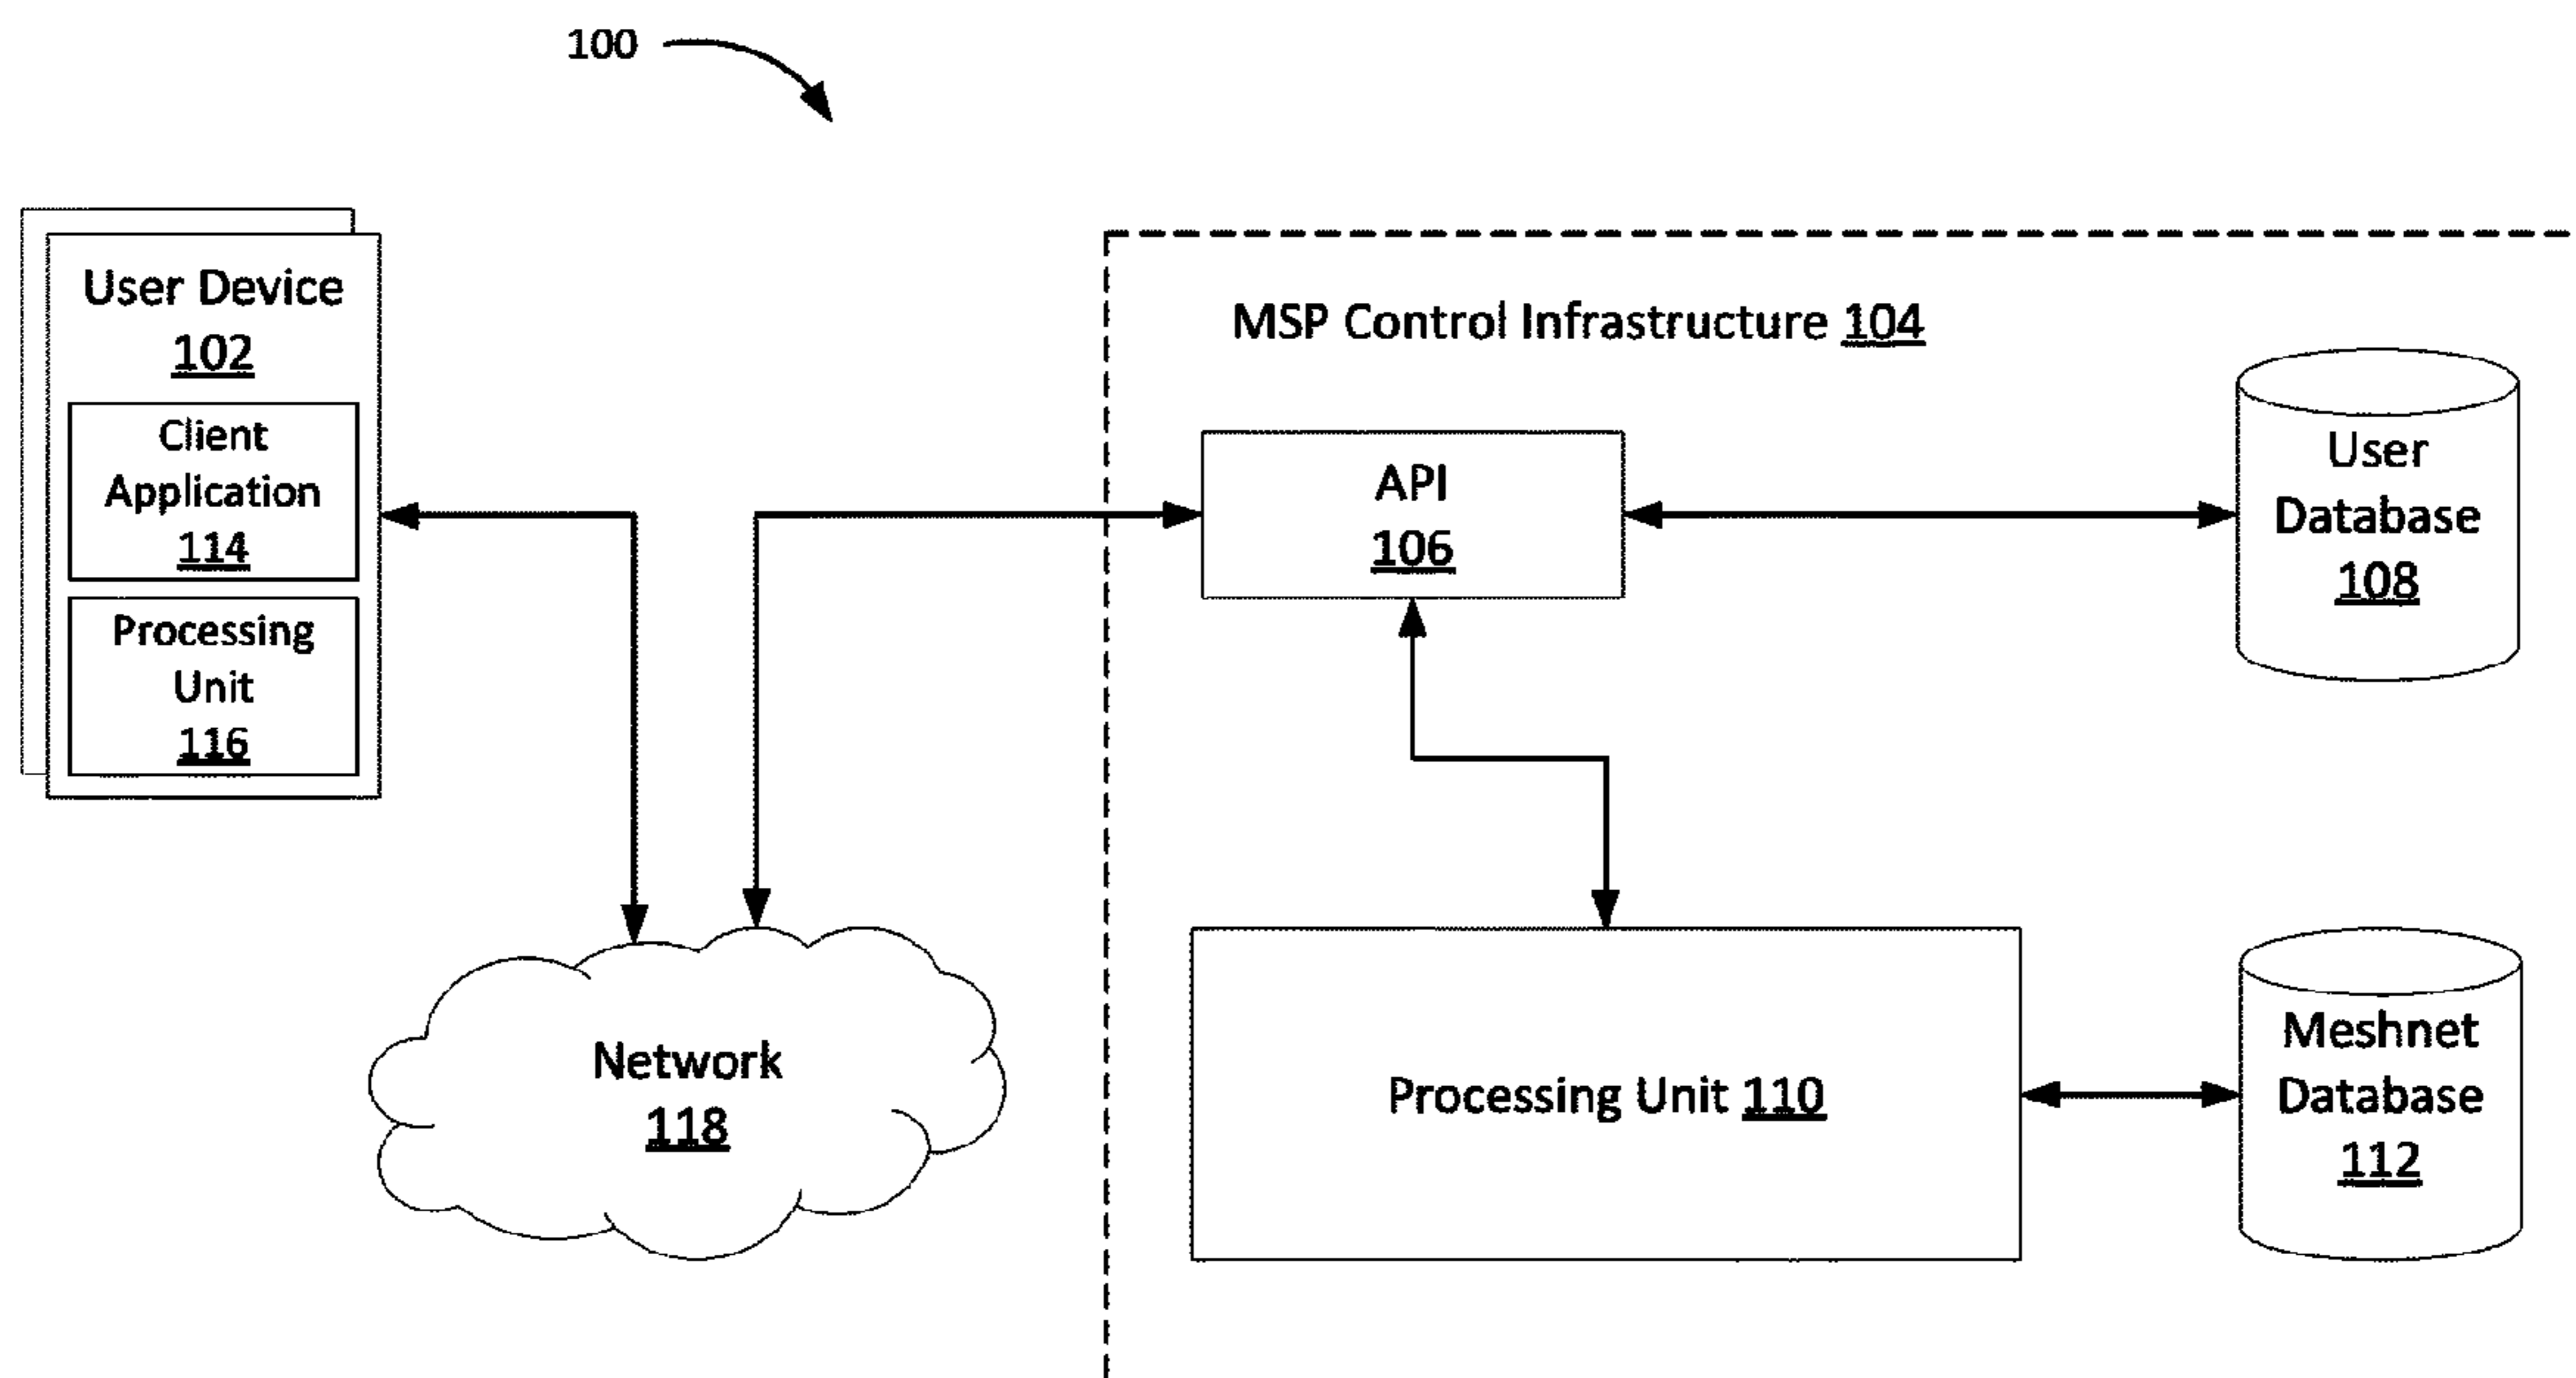 100
User Device
102
Client
Application
114
Processing
Unit
116
MSP Control Infrastructure 104
API
106
User
Database
108
Network
118
Processing Unit 110
Meshnet
Database
112